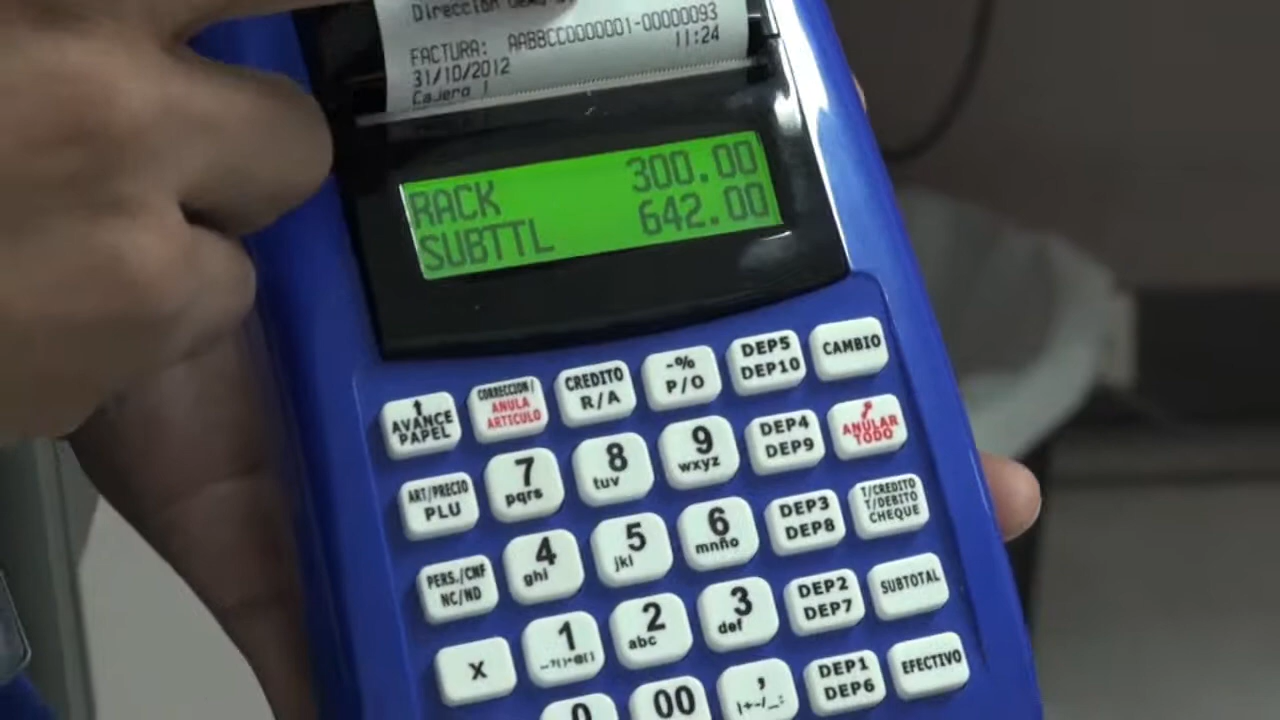 Dirección
FACTURA: AABBCC0000001-00000093
31/10/2012 11:24
Cajero 1
RACK 300.00
SUBTTL 642.00
AVANCE PAPEL
CORRECCION/ ANULA ARTICULO
CREDITO R/A
-% P/O
DEP5 DEP10
CAMBIO
ART/PRECIO PLU
7 pqrs
8 tuv
9 wxyz
DEP4 DEP9
ANULAR TODO
PERS./CNF NC/ND
4 ghi
5 jkl
6 mnño
DEP3 DEP8
T/CREDITO T/DEBITO CHEQUE
X
1
2 abc
3 def
DEP2 DEP7
SUBTOTAL
0
00
,
DEP1 DEP6
EFECTIVO